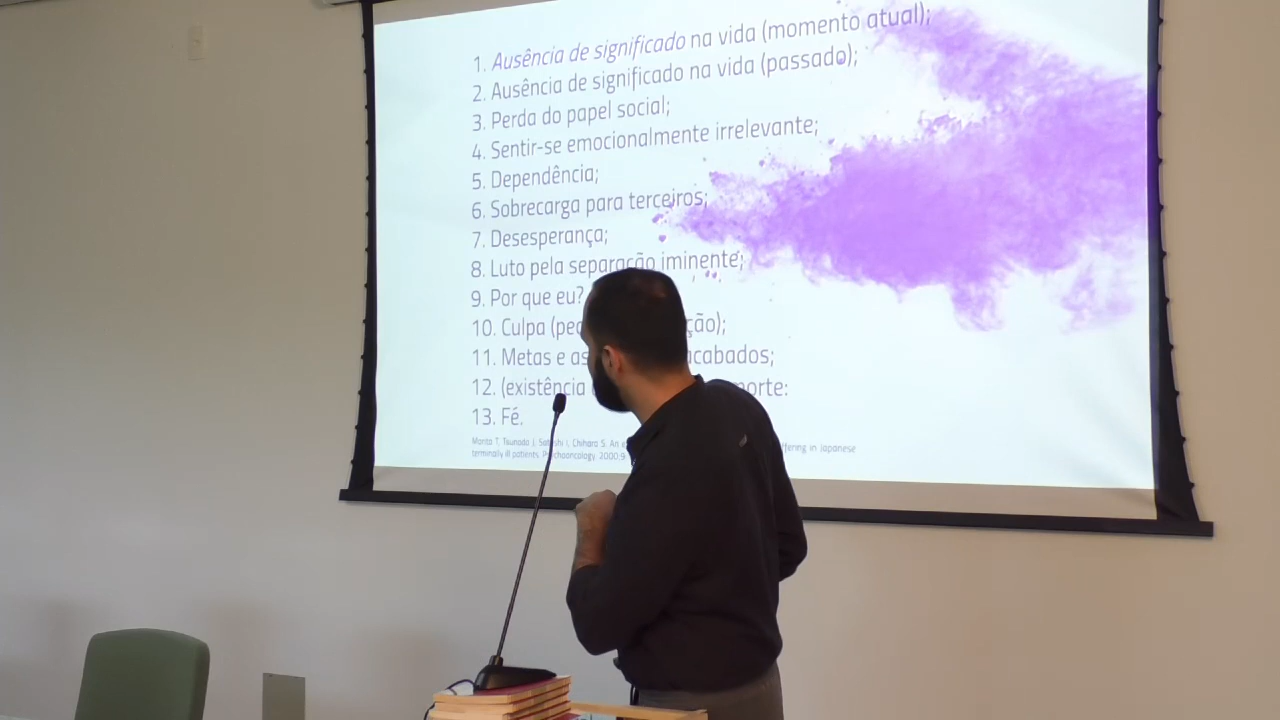 1. Ausência de significado na vida (momento atual);
2. Ausência de significado na vida (passado);
3. Perda do papel social;
4. Sentir-se emocionalmente irrelevante;
5. Dependência;
6. Sobrecarga para terceiros;
7. Desesperança;
8. Luto pela separação iminente;
9. Por que eu?
10. Culpa
11. Metas e
12. (existência morte:
13. Fé.
Morita T, Tsunoda J, Chihara S. An in Japanese
terminally ill patients. Psychooncology. 2000;9